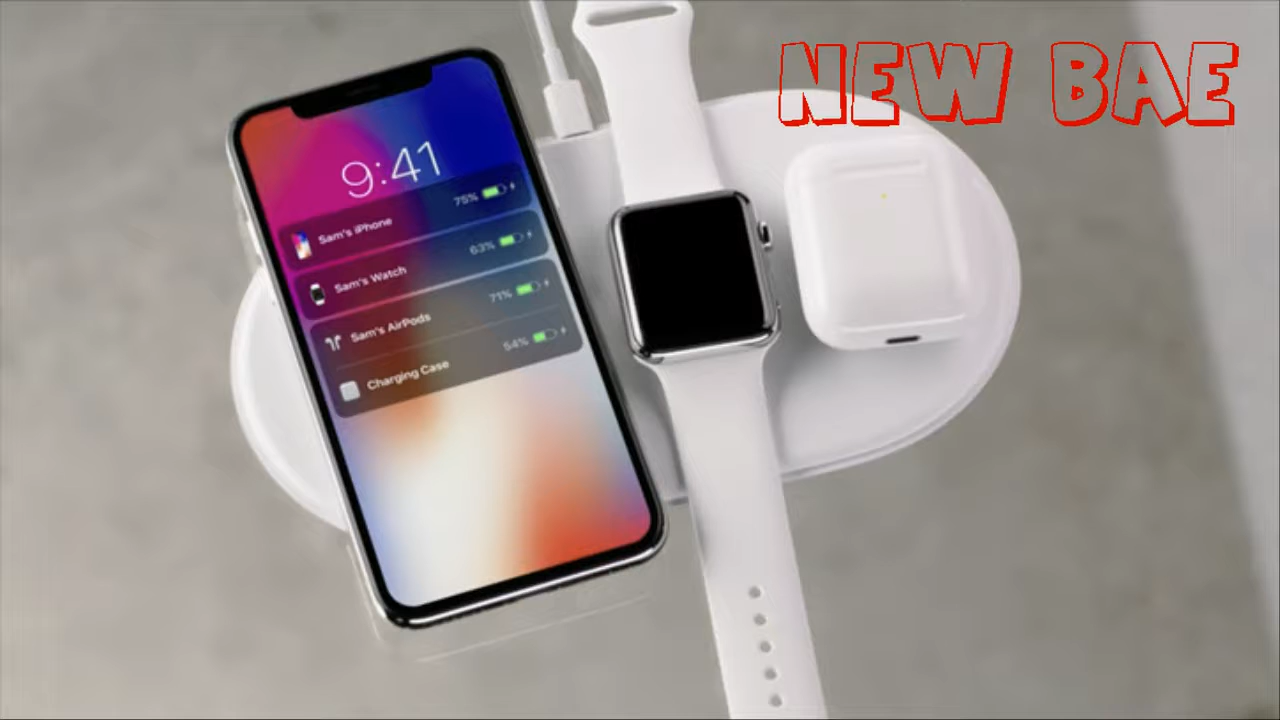 NEW BAE
9:41
Sam's iPhone 75%
Sam's Watch 63%
Sam's AirPods 71%
Charging Case 54%